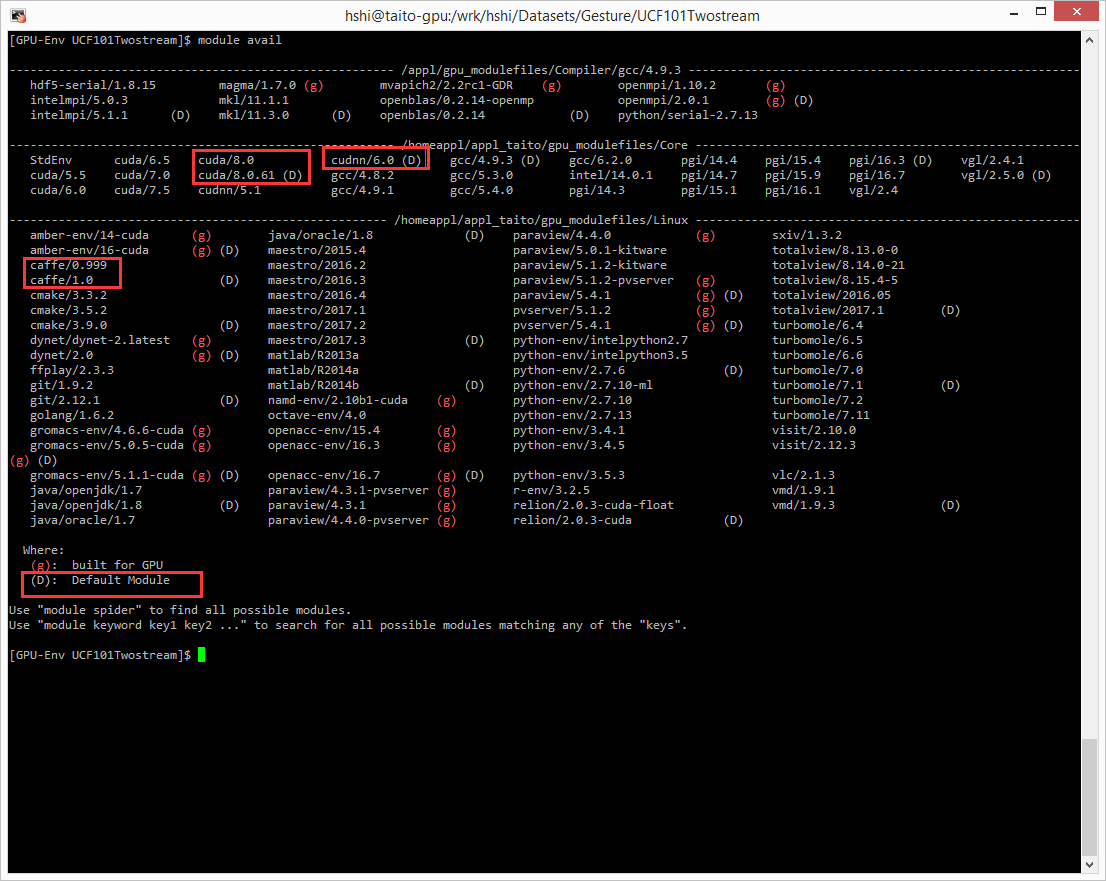 hshi@taito-gpu:/wrk/hshi/Datasets/Gesture/UCF101Twostream
[GPU-Env UCF101Twostream]$ module avail
----------------------------------------------- /appl/gpu_modulefiles/Compiler/gcc/4.9.3 -----------------------------------------------
hdf5-serial/1.8.15 magma/1.7.0 (g) mvapich2/2.2rc1-GDR (g) openmpi/1.10.2 (g)
intelmpi/5.0.3 mkl/11.1.1 openblas/0.2.14-openmp openmpi/2.0.1 (g) (D)
intelmpi/5.1.1 (D) mkl/11.3.0 (D) openblas/0.2.14 (D) python/serial-2.7.13
----------------------------------------------- /homeappl/appl_taito/gpu_modulefiles/Core -----------------------------------------------
StdEnv cuda/6.5 cuda/8.0 cudnn/6.0 (D) gcc/4.9.3 (D) gcc/6.2.0 pgi/14.4 pgi/15.4 pgi/16.3 (D) vgl/2.4.1
cuda/5.5 cuda/7.0 cuda/8.0.61 (D) gcc/4.8.2 gcc/5.3.0 intel/14.0.1 pgi/14.7 pgi/15.9 pgi/16.7 vgl/2.5.0 (D)
cuda/6.0 cuda/7.5 cudnn/5.1 gcc/4.9.1 gcc/5.4.0 pgi/14.3 pgi/15.1 pgi/16.1 vgl/2.4
----------------------------------------------- /homeappl/appl_taito/gpu_modulefiles/Linux -----------------------------------------------
amber-env/14-cuda (g) java/oracle/1.8 (D) paraview/4.4.0 (g) sxiv/1.3.2
amber-env/16-cuda (g) (D) maestro/2015.4 paraview/5.0.1-kitware totalview/8.13.0-0
caffe/0.999 maestro/2016.2 paraview/5.1.2-kitware totalview/8.14.0-21
caffe/1.0 (D) maestro/2016.3 paraview/5.1.2-pvserver (g) totalview/8.15.4-5
cmake/3.3.2 maestro/2016.4 paraview/5.4.1 (g) (D) totalview/2016.05
cmake/3.5.2 maestro/2017.1 pvserver/5.1.2 (g) totalview/2017.1 (D)
cmake/3.9.0 (D) maestro/2017.2 pvserver/5.4.1 (g) (D) turbomole/6.4
dynet/dynet-2.latest (g) maestro/2017.3 (D) python-env/intelpython2.7 turbomole/6.5
dynet/2.0 (g) (D) matlab/R2013a python-env/intelpython3.5 turbomole/6.6
ffplay/2.3.3 matlab/R2014a python-env/2.7.6 (D) turbomole/7.0
git/1.9.2 matlab/R2014b (D) python-env/2.7.10-ml turbomole/7.1 (D)
git/2.12.1 (D) namd-env/2.10b1-cuda (g) python-env/2.7.10 turbomole/7.2
golang/1.6.2 octave-env/4.0 python-env/2.7.13 turbomole/7.11
gromacs-env/4.6.6-cuda (g) openacc-env/15.4 (g) python-env/3.4.1 visit/2.10.0
gromacs-env/5.0.5-cuda (g) openacc-env/16.3 (g) python-env/3.4.5 visit/2.12.3
(g) (D)
gromacs-env/5.1.1-cuda (g) (D) openacc-env/16.7 (g) (D) python-env/3.5.3 vlc/2.1.3
java/openjdk/1.7 paraview/4.3.1-pvserver (g) r-env/3.2.5 vmd/1.9.1
java/openjdk/1.8 (D) paraview/4.3.1 (g) relion/2.0.3-cuda-float vmd/1.9.3 (D)
java/oracle/1.7 paraview/4.4.0-pvserver (g) relion/2.0.3-cuda (D)
Where:
(g): built for GPU
(D): Default Module
Use "module spider" to find all possible modules.
Use "module keyword key1 key2 ..." to search for all possible modules matching any of the "keys".
[GPU-Env UCF101Twostream]$